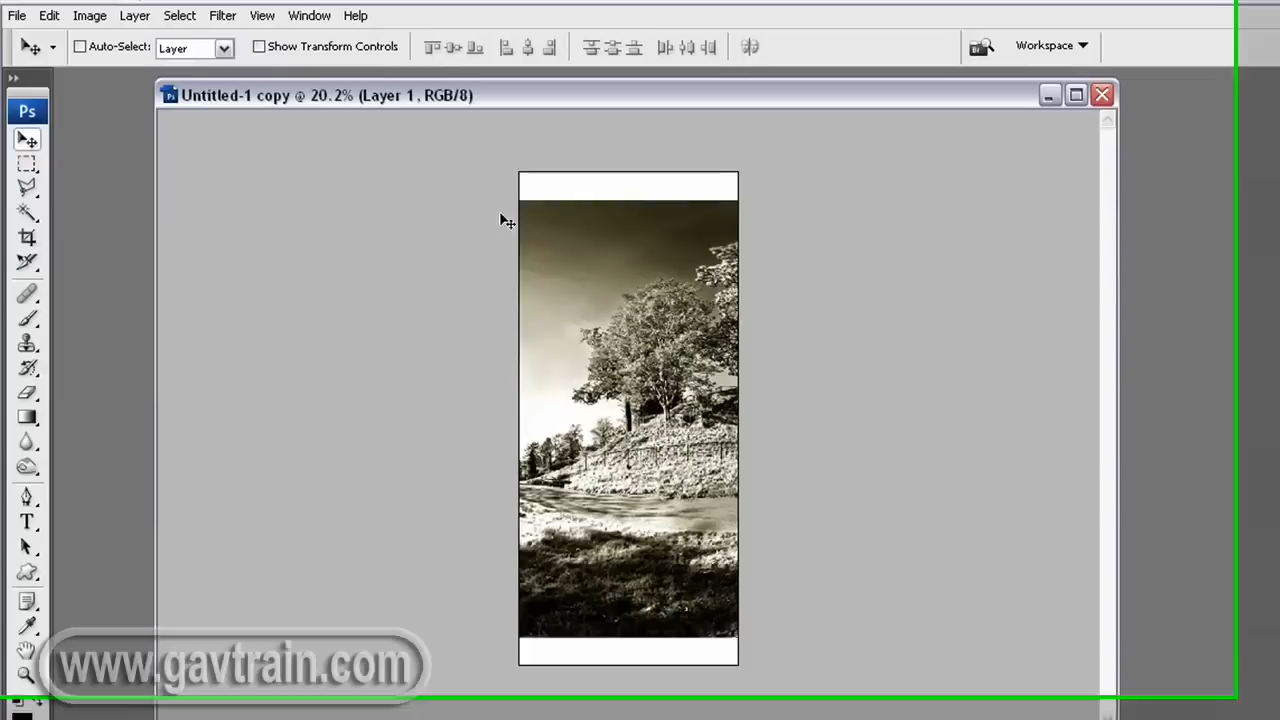 File Edit Image Layer Select Filter View Window Help
Auto-Select: Layer Show Transform Controls Workspace
Ps
Untitled-1 copy @ 20.2% (Layer 1, RGB/8)
T
www.gavtrain.com